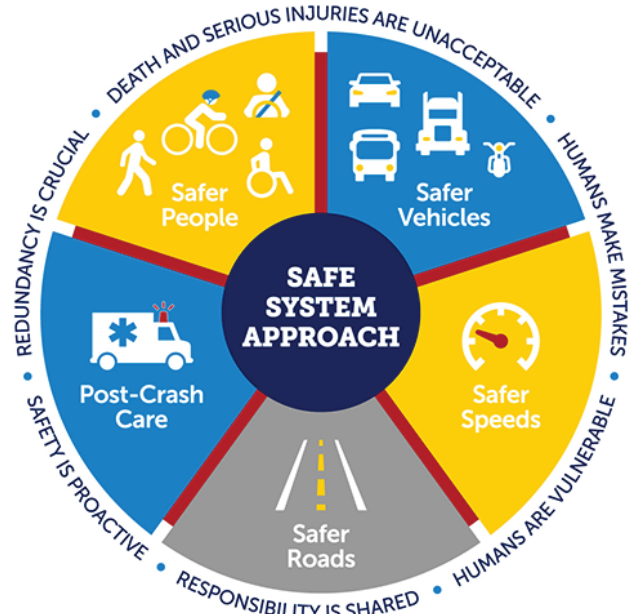 DEATH AND SERIOUS INJURIES ARE UNACCEPTABLE
HUMANS MAKE MISTAKES
HUMANS ARE VULNERABLE
RESPONSIBILITY IS SHARED
SAFETY IS PROACTIVE
REDUNDANCY IS CRUCIAL
Safer
People
Safer
Vehicles
SAFE
SYSTEM
APPROACH
Post-Crash
Care
Safer
Speeds
Safer
Roads